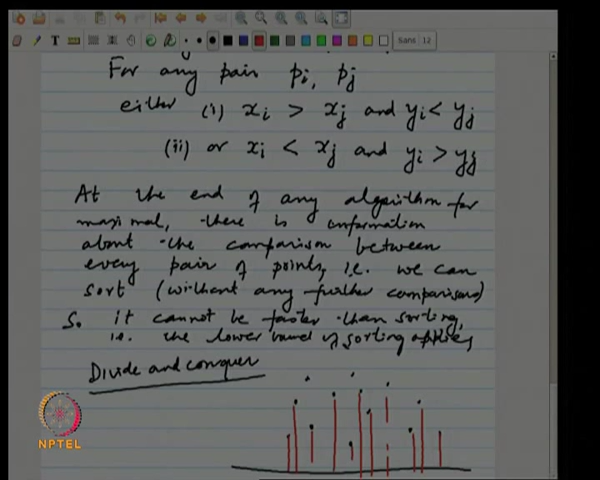 Sans 12
For any pair pi, pj
either (i) xi > xj and yi < yj
(ii) or xi < xj and yi > yj
At the end of any algorithm for
maximal, there is information
about the comparison between
every pair of points, i.e. we can
sort (without any further comparisons)
So it cannot be faster than sorting,
i.e. the lower bound of sorting applies
Divide and conquer
NPTEL